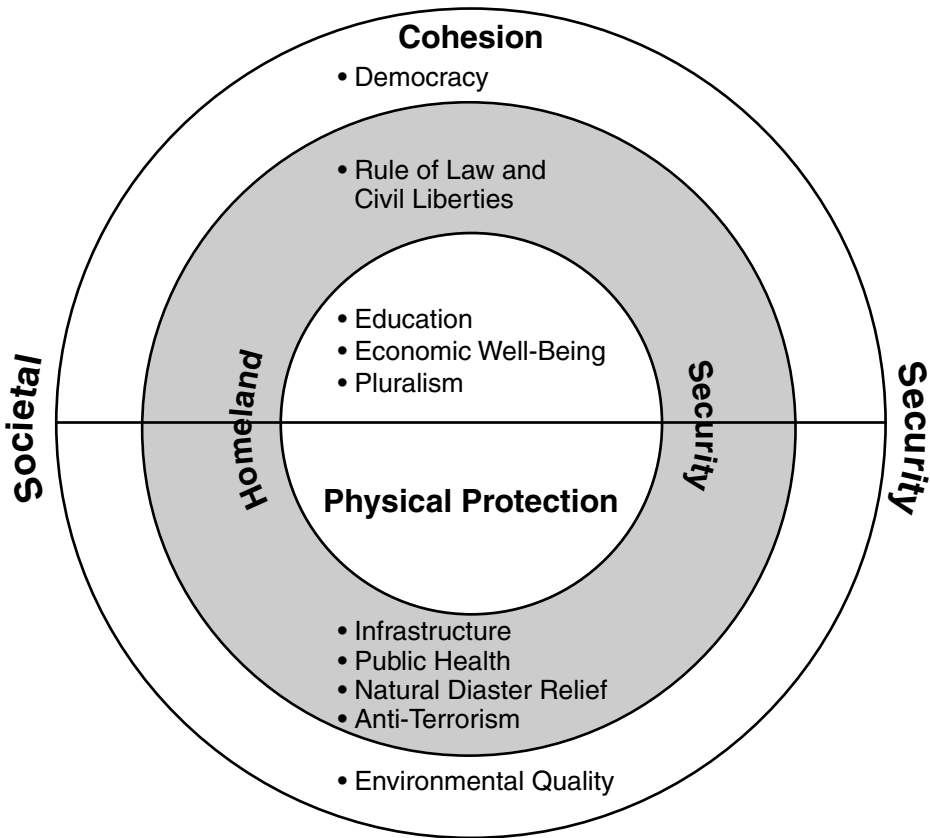 Cohesion
• Democracy
• Rule of Law and
Civil Liberties
• Education
• Economic Well-Being
• Pluralism
Societal
Homeland
Security
Security
Physical Protection
• Infrastructure
• Public Health
• Natural Diaster Relief
• Anti-Terrorism
• Environmental Quality